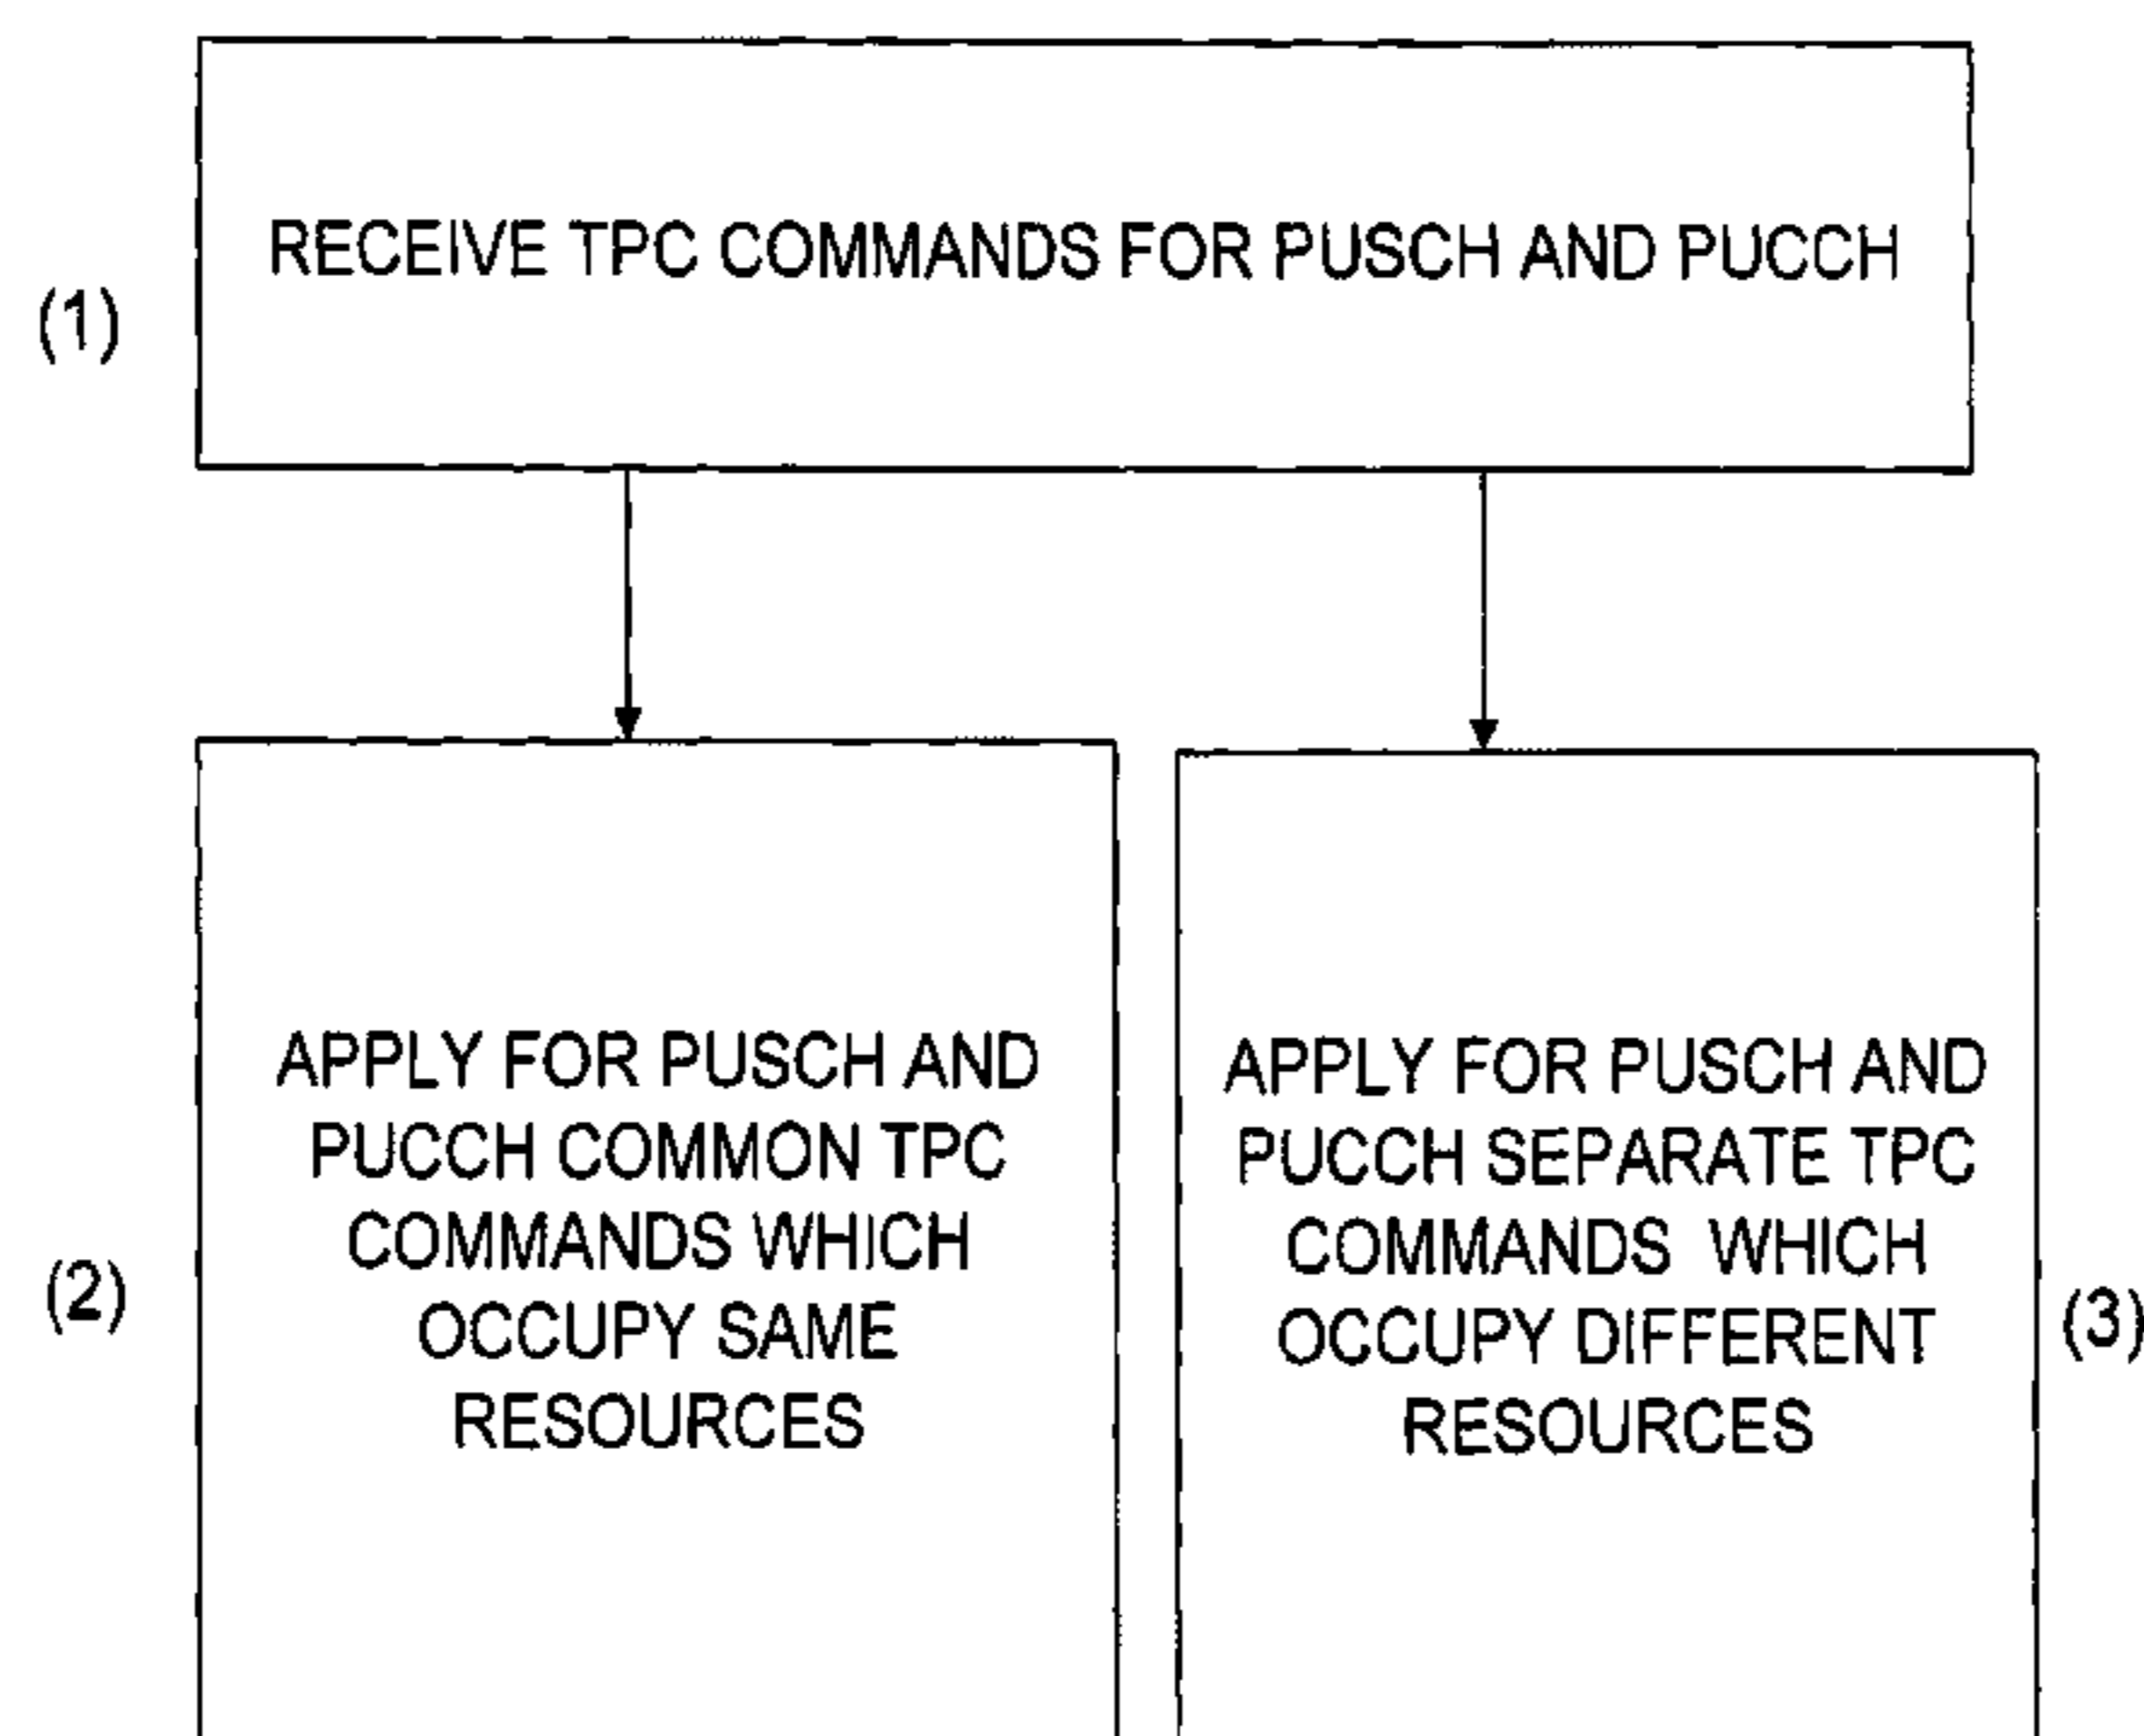 RECEIVE TPC COMMANDS FOR PUSCH AND PUCCH
(1)
APPLY FOR PUSCH AND
PUCCH COMMON TPC
COMMANDS WHICH
OCCUPY SAME
RESOURCES
(2)
APPLY FOR PUSCH AND
PUCCH SEPARATE TPC
COMMANDS WHICH
OCCUPY DIFFERENT
RESOURCES
(3)